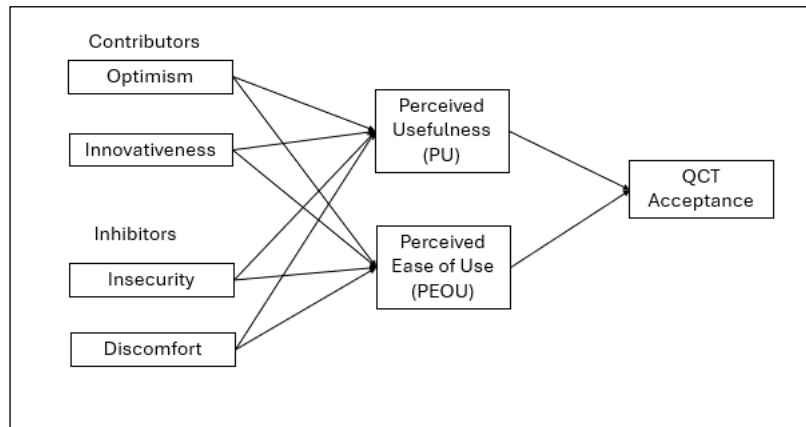 Contributors
Optimism
Innovativeness
Inhibitors
Insecurity
Discomfort
Perceived
Usefulness
(PU)
Perceived
Ease of Use
(PEOU)
QCT
Acceptance